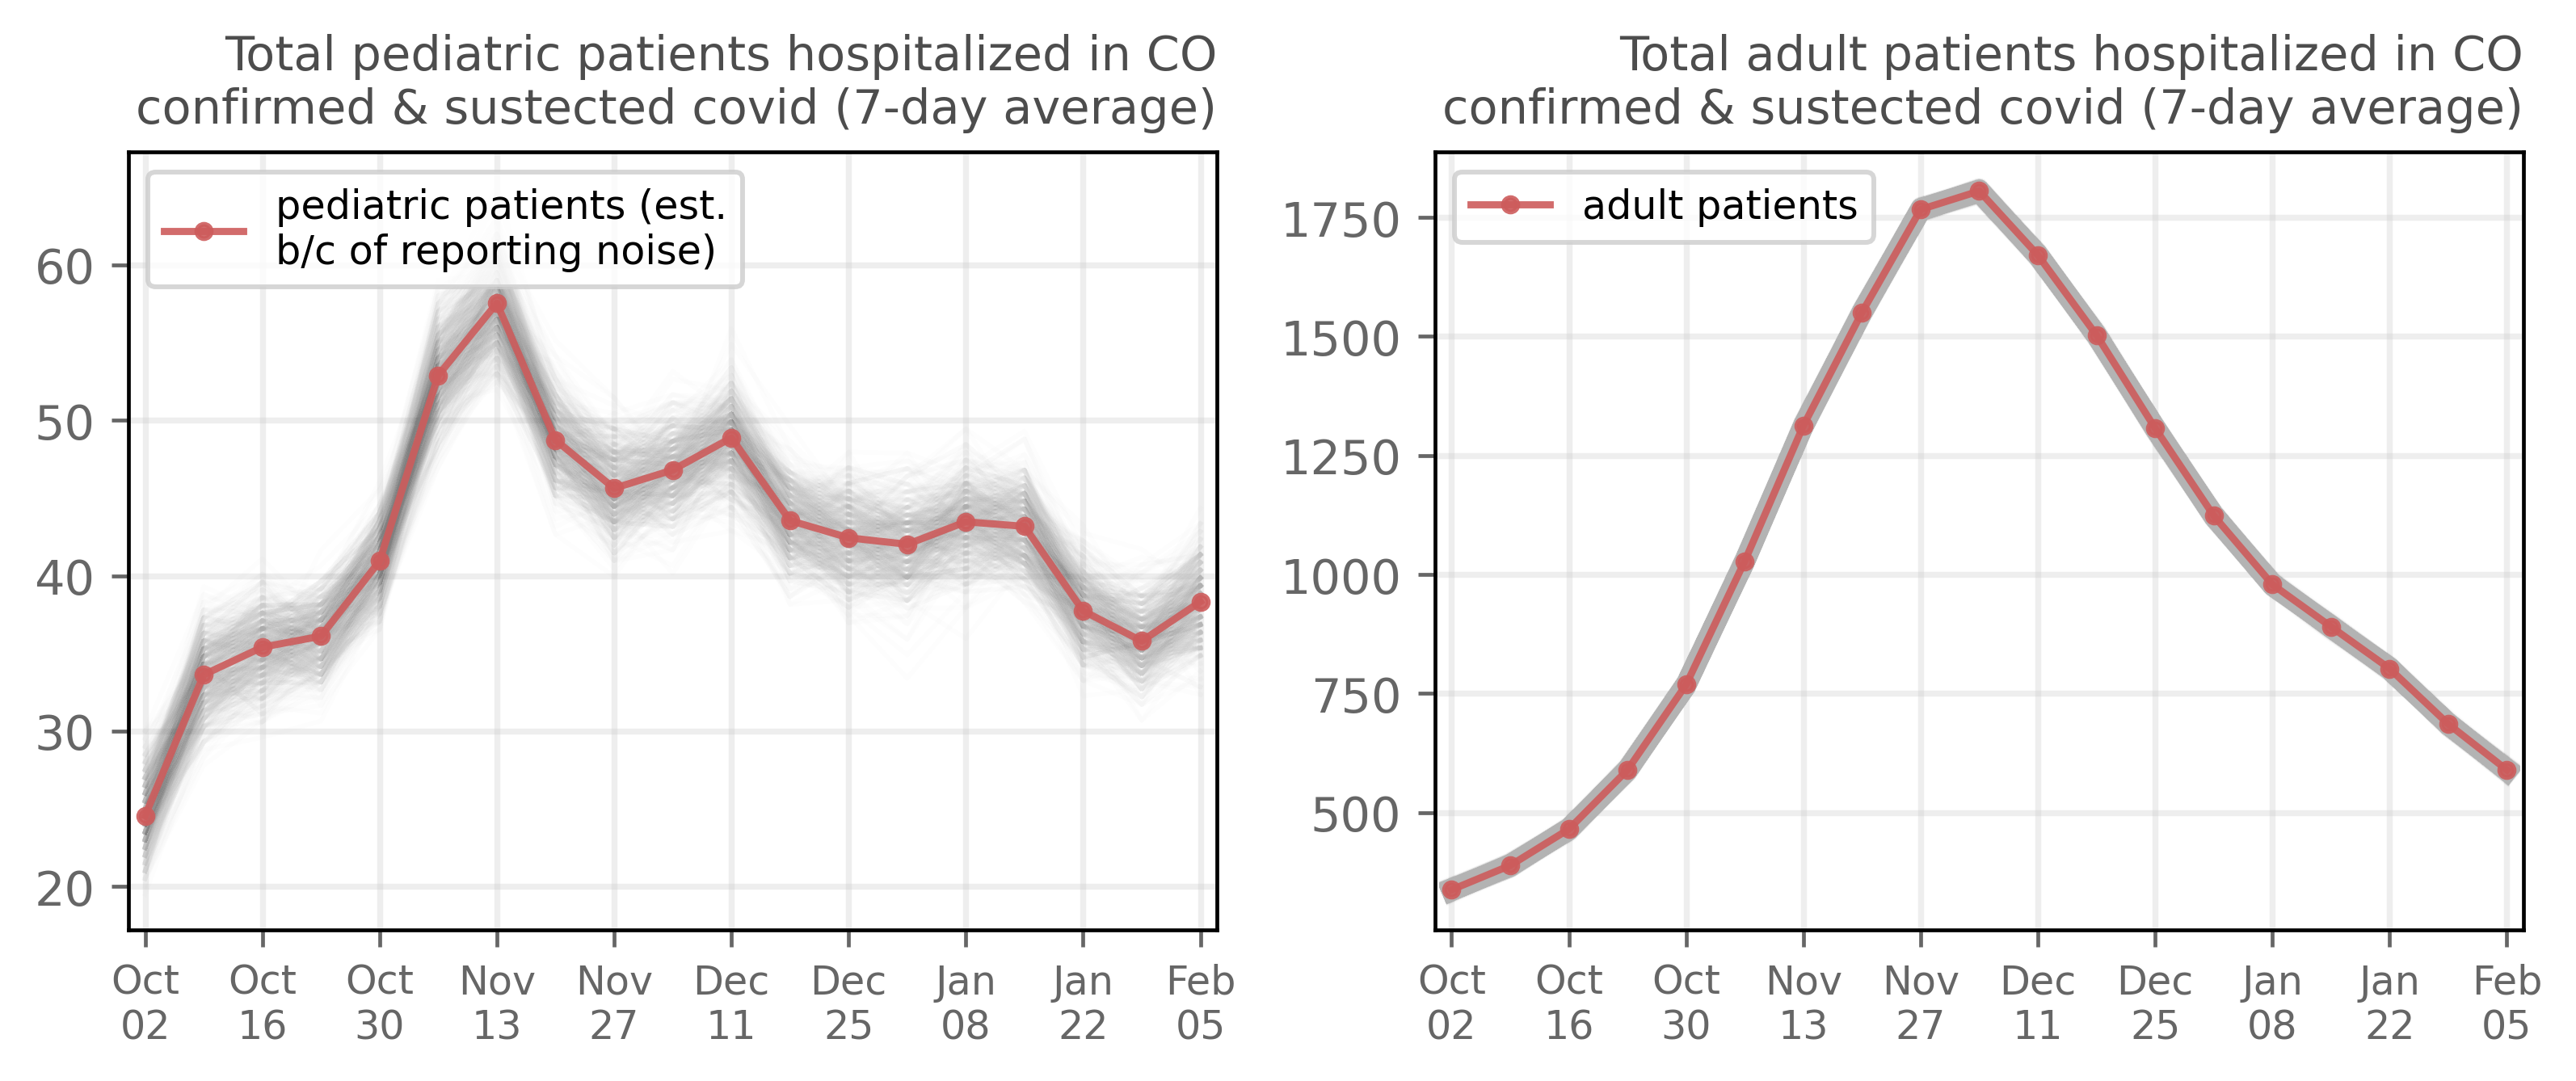 Total pediatric patients hospitalized in CO
confirmed & sustected covid (7-day average)
pediatric patients (est.
b/c of reporting noise)
60
50
40
30
20
Oct Oct Oct Nov Nov Dec Dec Jan Jan Feb
02 16 30 13 27 11 25 08 22 05
Total adult patients hospitalized in CO
confirmed & sustected covid (7-day average)
adult patients
1750
1500
1250
1000
750
500
Oct Oct Oct Nov Nov Dec Dec Jan Jan Feb
02 16 30 13 27 11 25 08 22 05